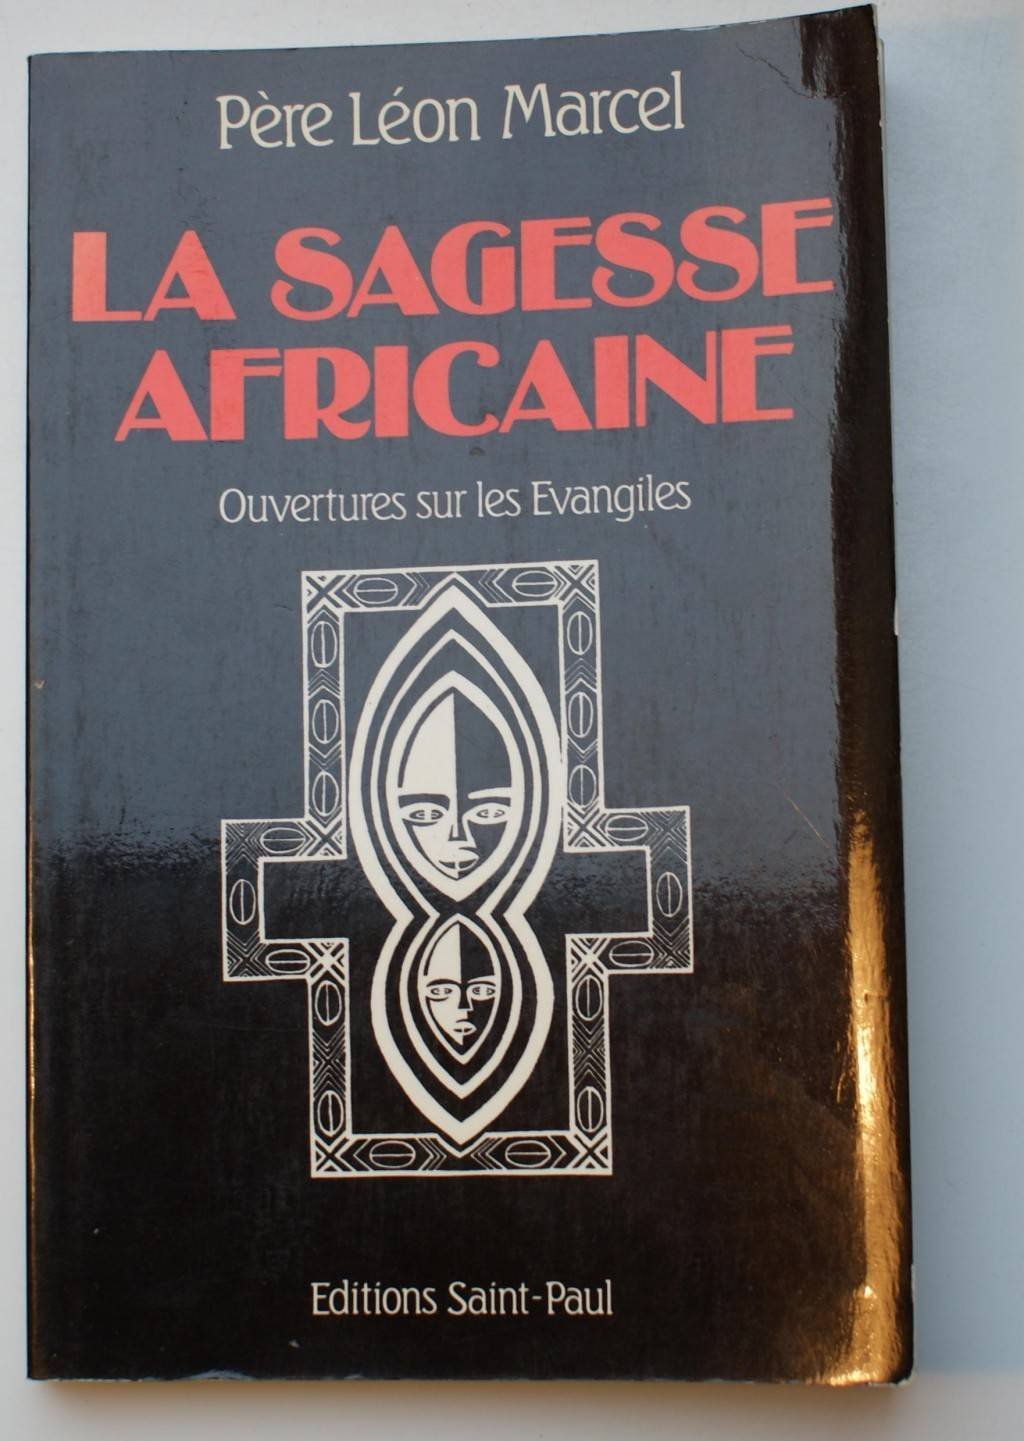 Père Léon Marcel
LA SAGESSE
AFRICAINE
Ouvertures sur les Evangiles
Editions Saint-Paul